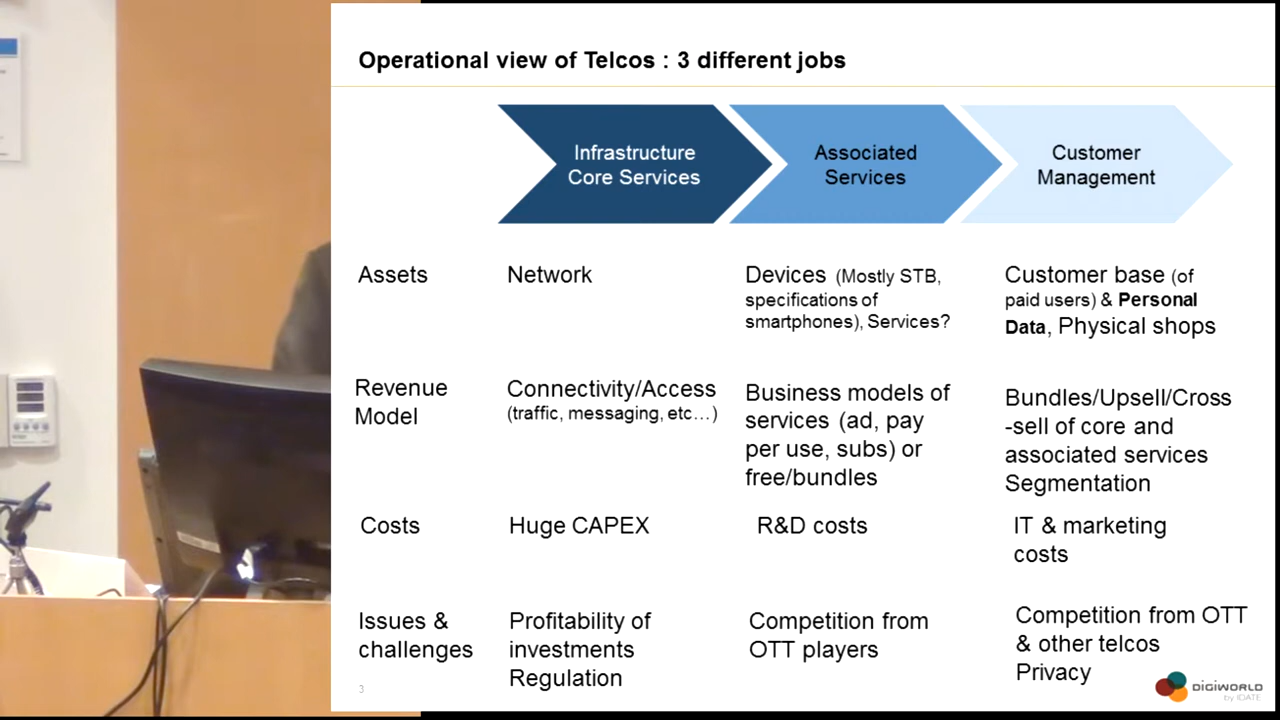 Operational view of Telcos : 3 different jobs
Infrastructure
Core Services
Associated
Services
Customer
Management
Assets
Network
Devices (Mostly STB,
specifications of
smartphones), Services?
Customer base (of
paid users) & Personal
Data, Physical shops
Revenue
Model
Connectivity/Access
(traffic, messaging, etc…)
Business models of
services (ad, pay
per use, subs) or
free/bundles
Bundles/Upsell/Cross
-sell of core and
associated services
Segmentation
Costs
Huge CAPEX
R&D costs
IT & marketing
costs
Issues &
challenges
Profitability of
investments
Regulation
Competition from
OTT players
Competition from OTT
& other telcos
Privacy
3
DIGIWORLD
by IDATE